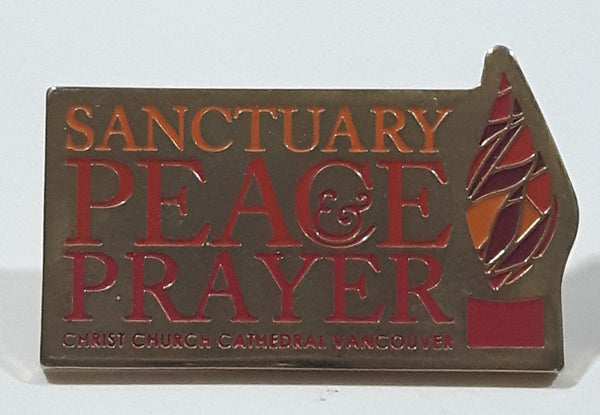 SANCTUARY
PEACE &
PRAYER
CHRIST CHURCH CATHEDRAL VANCOUVER